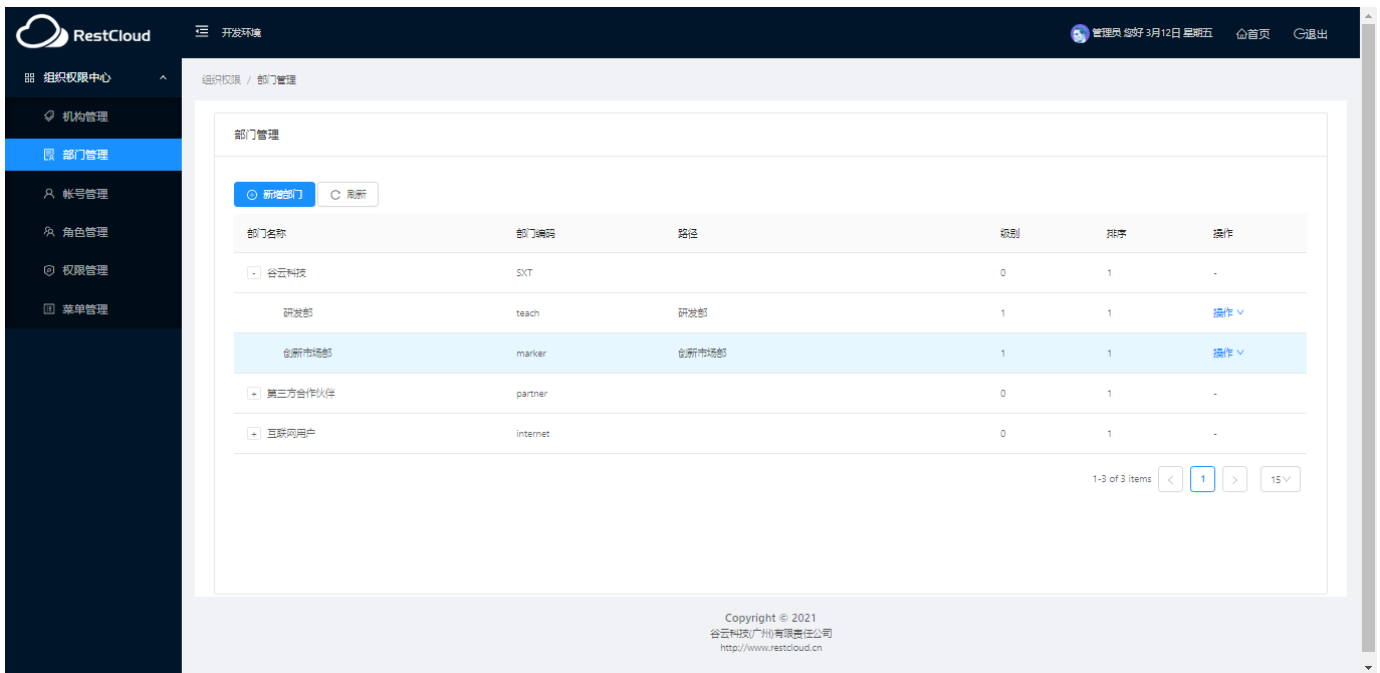 RestCloud
开发环境
管理员 您好 3月12日 星期五 首页 退出
组织权限中心
组织权限 / 部门管理
机构管理
部门管理
帐号管理
角色管理
权限管理
菜单管理
部门管理
新增部门 刷新
部门名称 部门编码 路径 级别 排序 操作
- 谷云科技 SXT 0 1 -
研发部 teach 研发部 1 1 操作
创新市场部 marker 创新市场部 1 1 操作
+ 第三方合作伙伴 partner 0 1 -
+ 互联网用户 internet 0 1 -
1-3 of 3 items < 1 > 15
Copyright © 2021
谷云科技(广州)有限责任公司
http://www.restcloud.cn